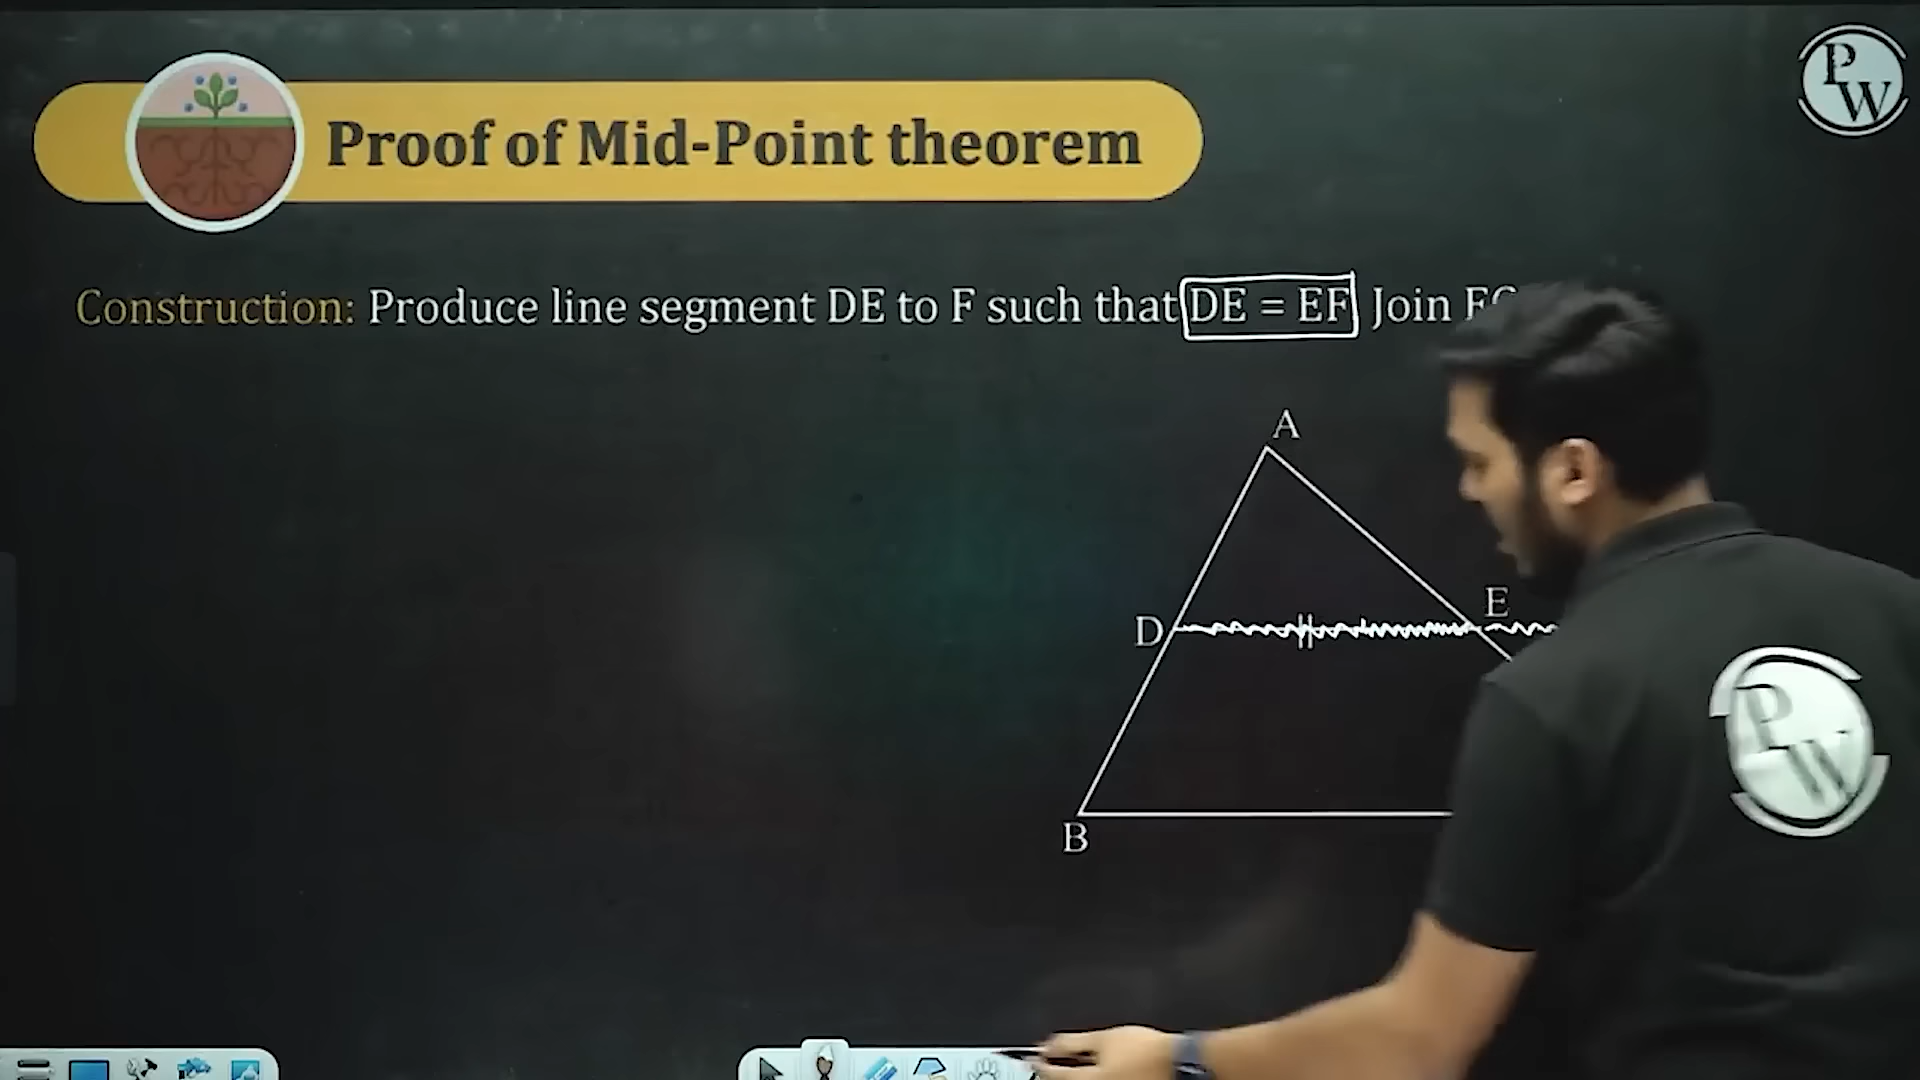 P
W
Proof of Mid-Point theorem
Construction: Produce line segment DE to F such that DE = EF. Join
A
E
D
B
P
W